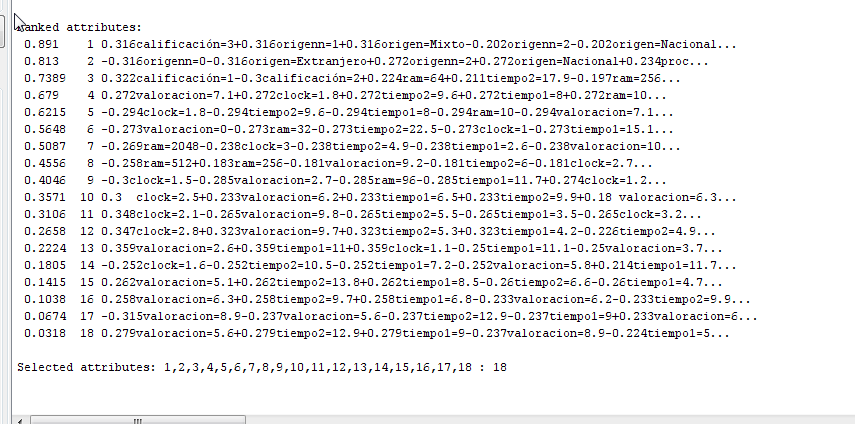 Ranked attributes:
0.891 1 0.316calificación=3+0.316origenn=1+0.316origen=Mixto-0.202origenn=2-0.202origen=Nacional...
0.813 2 -0.316origenn=0-0.316origen=Extranjero+0.272origenn=2+0.272origen=Nacional+0.234proc...
0.7389 3 0.322calificación=1-0.3calificación=2+0.224ram=64+0.211tiempo2=17.9-0.197ram=256...
0.679 4 0.272valoracion=7.1+0.272clock=1.8+0.272tiempo2=9.6+0.272tiempo1=8+0.272ram=10...
0.6215 5 -0.294clock=1.8-0.294tiempo2=9.6-0.294tiempo1=8-0.294ram=10-0.294valoracion=7.1...
0.5648 6 -0.273valoracion=0-0.273ram=32-0.273tiempo2=22.5-0.273clock=1-0.273tiempo1=15.1...
0.5087 7 -0.269ram=2048-0.238clock=3-0.238tiempo2=4.9-0.238tiempo1=2.6-0.238valoracion=10...
0.4556 8 -0.258ram=512+0.183ram=256-0.181valoracion=9.2-0.181tiempo2=6-0.181clock=2.7...
0.4046 9 -0.3clock=1.5-0.285valoracion=2.7-0.285ram=96-0.285tiempo1=11.7+0.274clock=1.2...
0.3571 10 0.3 clock=2.5+0.233valoracion=6.2+0.233tiempo1=6.5+0.233tiempo2=9.9+0.18 valoracion=6.3...
0.3106 11 0.348clock=2.1-0.265valoracion=9.8-0.265tiempo2=5.5-0.265tiempo1=3.5-0.265clock=3.2...
0.2658 12 0.347clock=2.8+0.323valoracion=9.7+0.323tiempo2=5.3+0.323tiempo1=4.2-0.226tiempo2=4.9...
0.2224 13 0.359valoracion=2.6+0.359tiempo1=11+0.359clock=1.1-0.25tiempo1=11.1-0.25valoracion=3.7...
0.1805 14 -0.252clock=1.6-0.252tiempo2=10.5-0.252tiempo1=7.2-0.252valoracion=5.8+0.214tiempo1=11.7...
0.1415 15 0.262valoracion=5.1+0.262tiempo2=13.8+0.262tiempo1=8.5-0.26tiempo2=6.6-0.26tiempo1=4.7...
0.1038 16 0.258valoracion=6.3+0.258tiempo2=9.7+0.258tiempo1=6.8-0.233valoracion=6.2-0.233tiempo2=9.9...
0.0674 17 -0.315valoracion=8.9-0.237valoracion=5.6-0.237tiempo2=12.9-0.237tiempo1=9+0.233valoracion=6...
0.0318 18 0.279valoracion=5.6+0.279tiempo2=12.9+0.279tiempo1=9-0.237valoracion=8.9-0.224tiempo1=5...
Selected attributes: 1,2,3,4,5,6,7,8,9,10,11,12,13,14,15,16,17,18 : 18